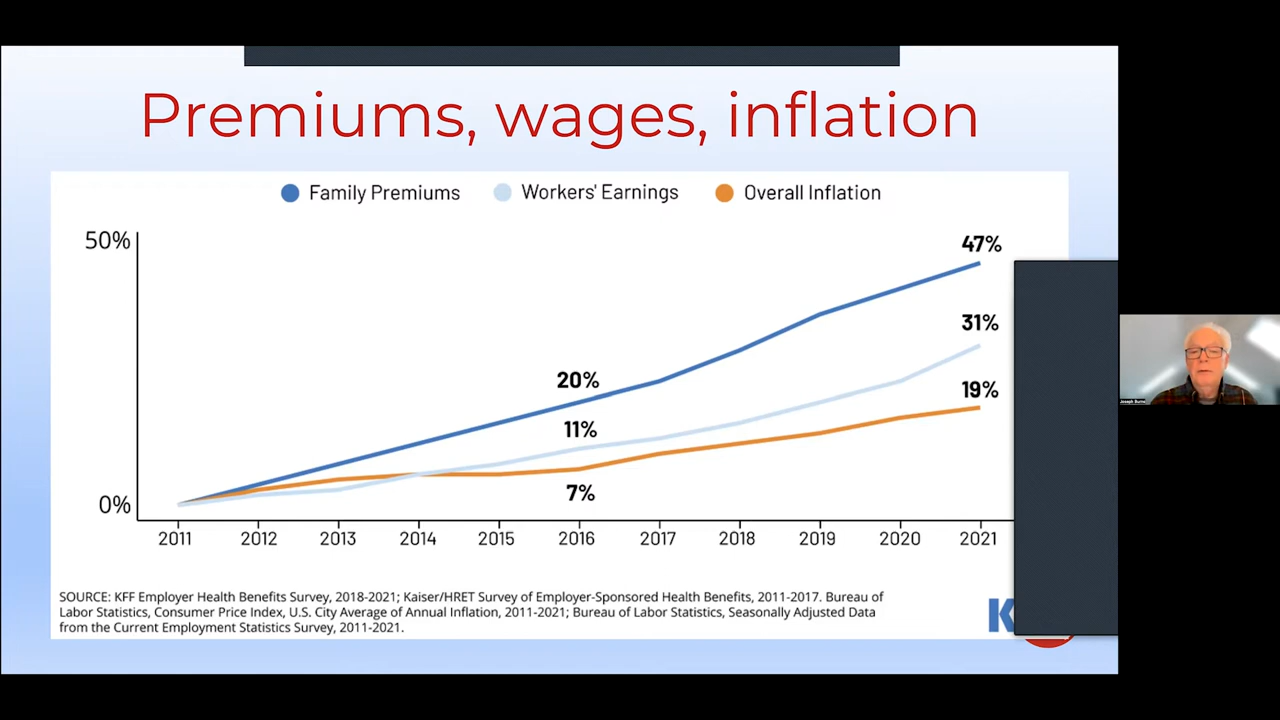 Premiums, wages, inflation
Family Premiums
Workers' Earnings
Overall Inflation
50%
47%
31%
20%
19%
11%
7%
0%
2011 2012 2013 2014 2015 2016 2017 2018 2019 2020 2021
SOURCE: KFF Employer Health Benefits Survey, 2018-2021; Kaiser/HRET Survey of Employer-Sponsored Health Benefits, 2011-2017. Bureau of
Labor Statistics, Consumer Price Index, U.S. City Average of Annual Inflation, 2011-2021; Bureau of Labor Statistics, Seasonally Adjusted Data
from the Current Employment Statistics Survey, 2011-2021.
K
Joseph Burns